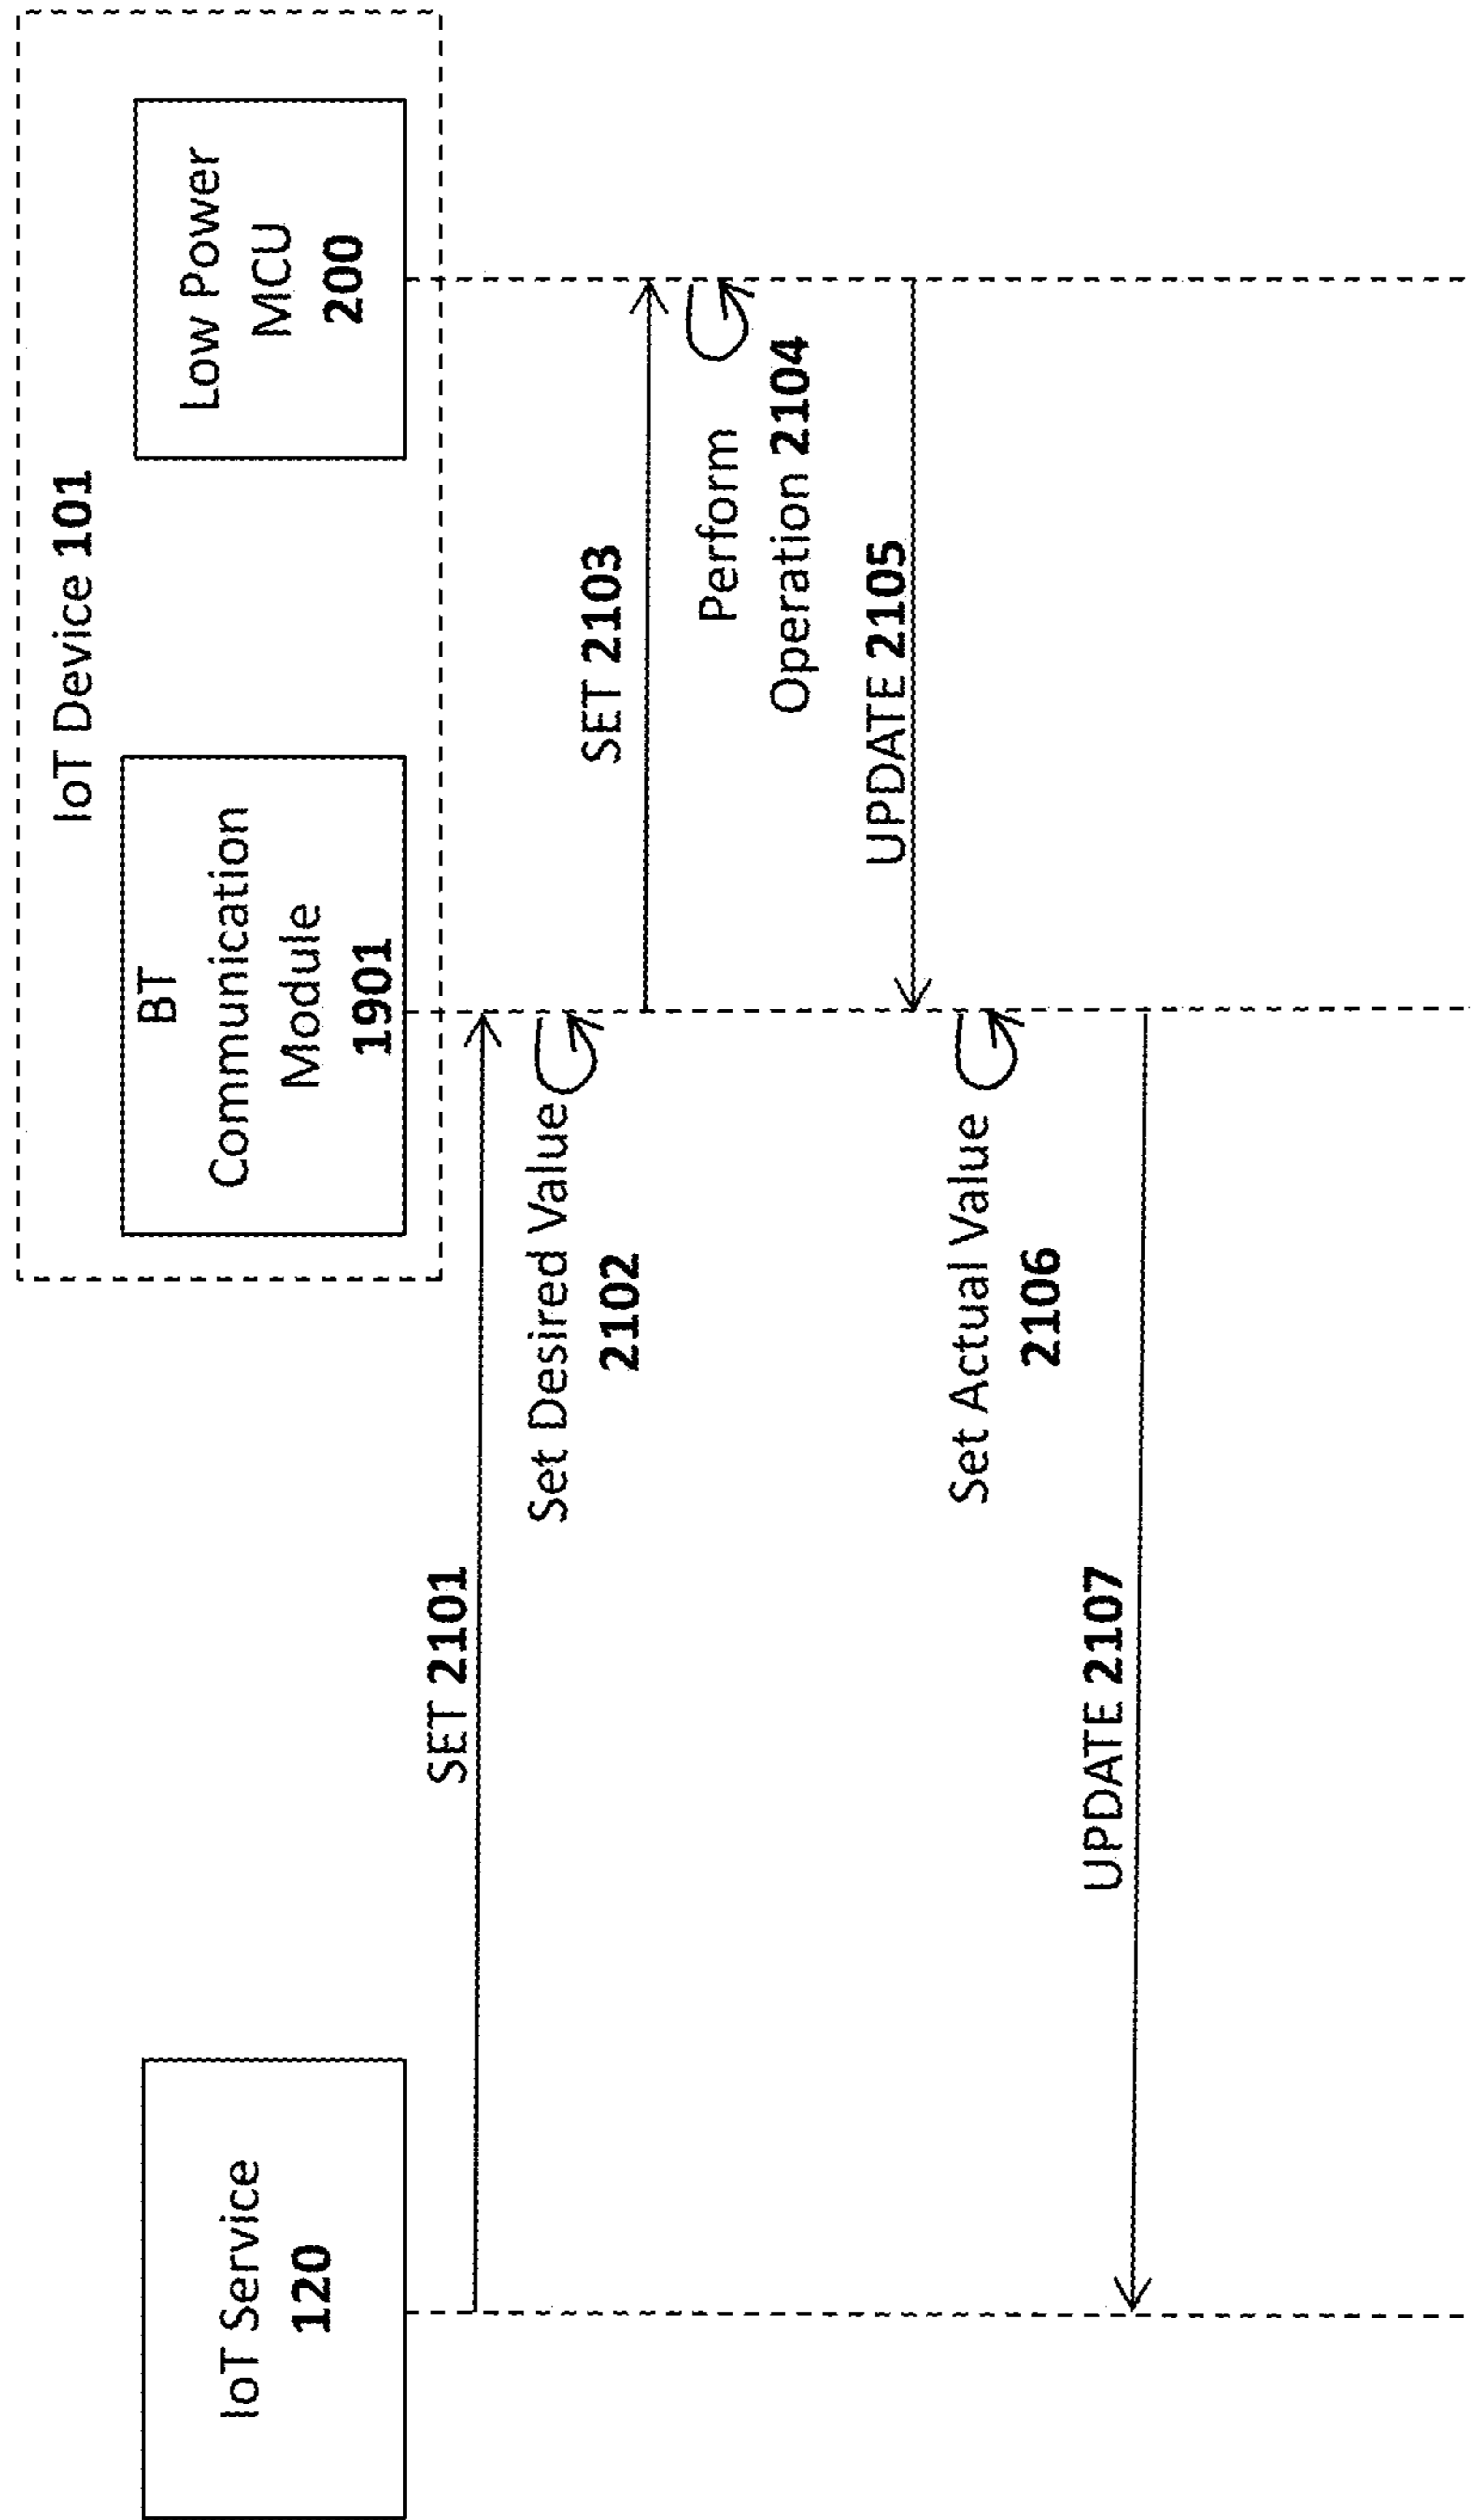 IoT Device 101
IoT Service
120
BT
Communication
Module
1901
Low Power
MCU
200
SET 2101
Set Desired Value
2102
SET 2103
Perform
Operation 2104
UPDATE 2105
Set Actual Value
2106
UPDATE 2107